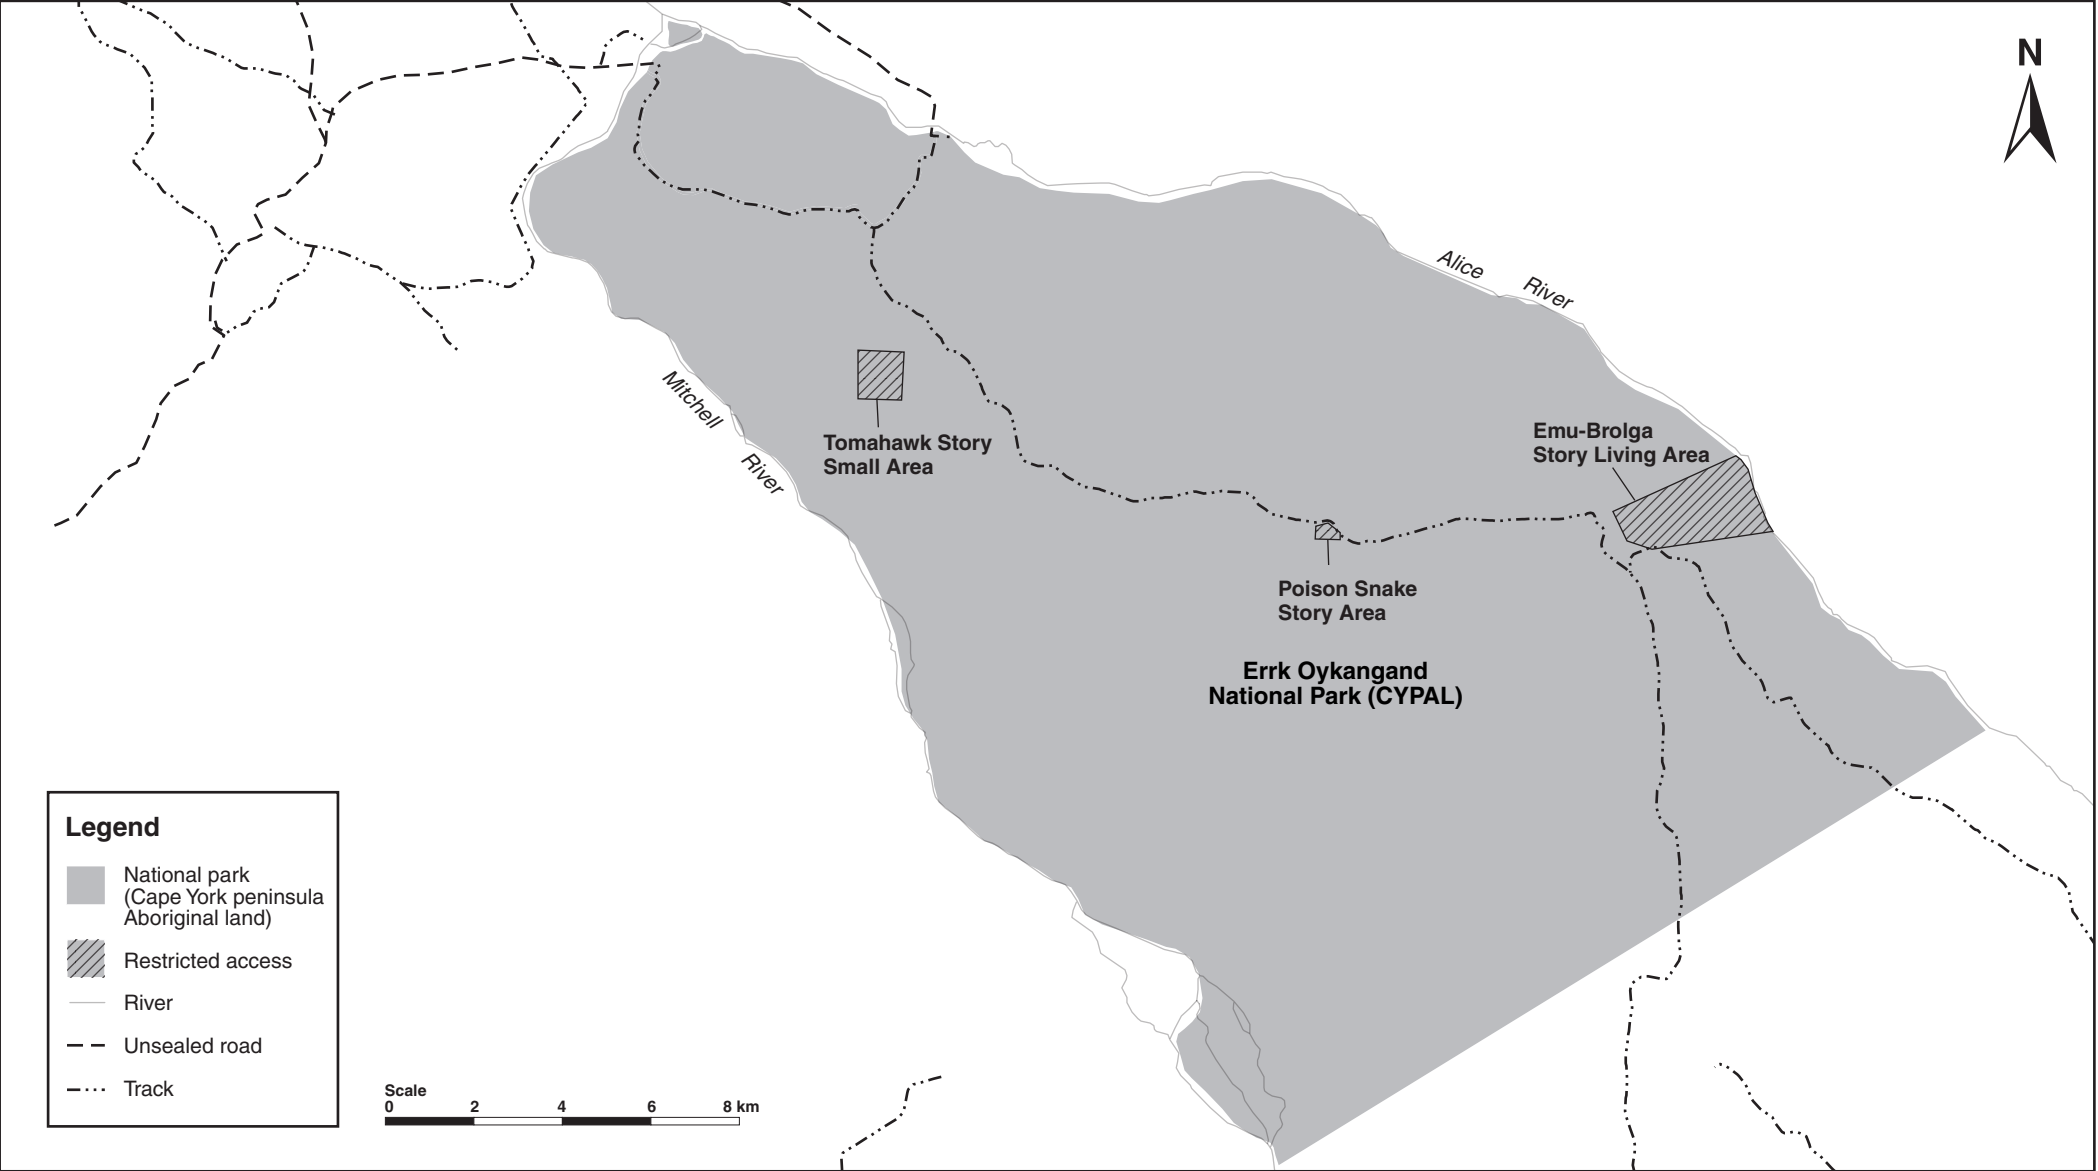 N
Alice River
Mitchell River
Tomahawk Story
Small Area
Emu-Brolga
Story Living Area
Poison Snake
Story Area
Errk Oykangand
National Park (CYPAL)
Legend
National park
(Cape York peninsula
Aboriginal land)
Restricted access
River
Unsealed road
Track
Scale
0 2 4 6 8 km